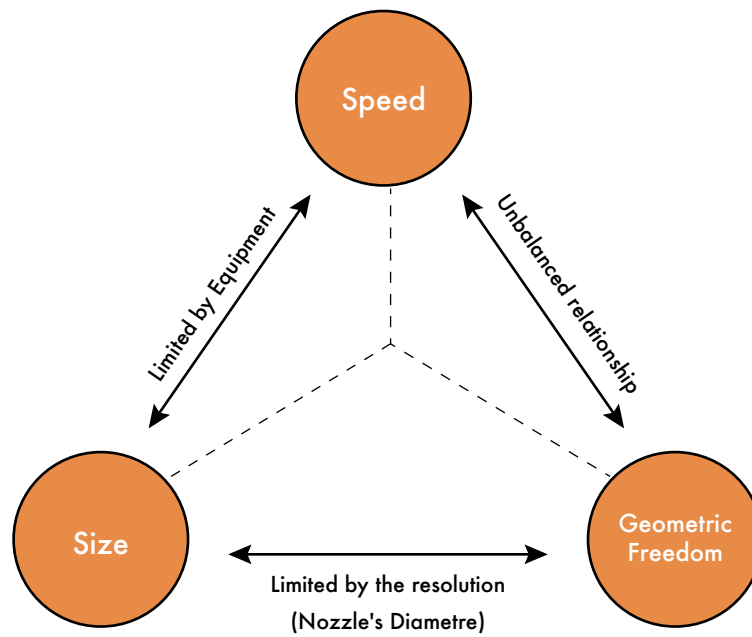 Speed
Limited by Equipment
Unbalanced relationship
Size
Geometric
Freedom
Limited by the resolution
(Nozzle's Diametre)